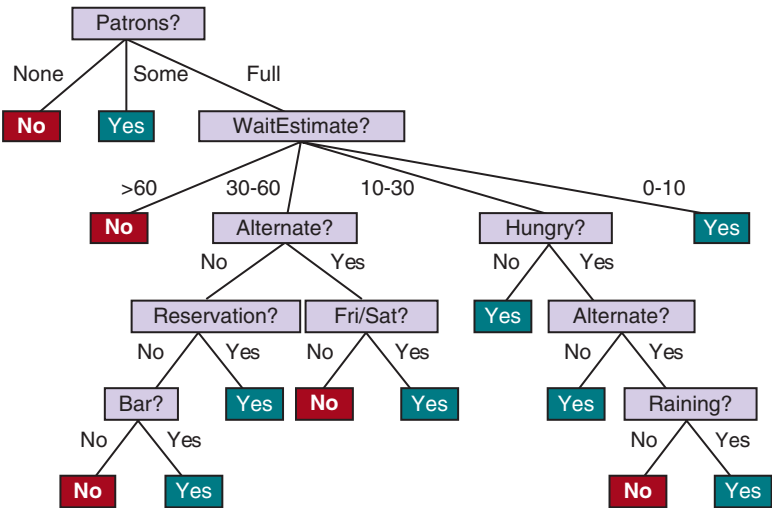 Patrons?
None Some Full
No Yes WaitEstimate?
>60 30-60 10-30 0-10
No Alternate? Hungry? Yes
No Yes No Yes
Reservation? Fri/Sat? Yes Alternate?
No Yes No Yes No Yes
Bar? Yes No Yes Yes Raining?
No Yes No Yes
No Yes No Yes